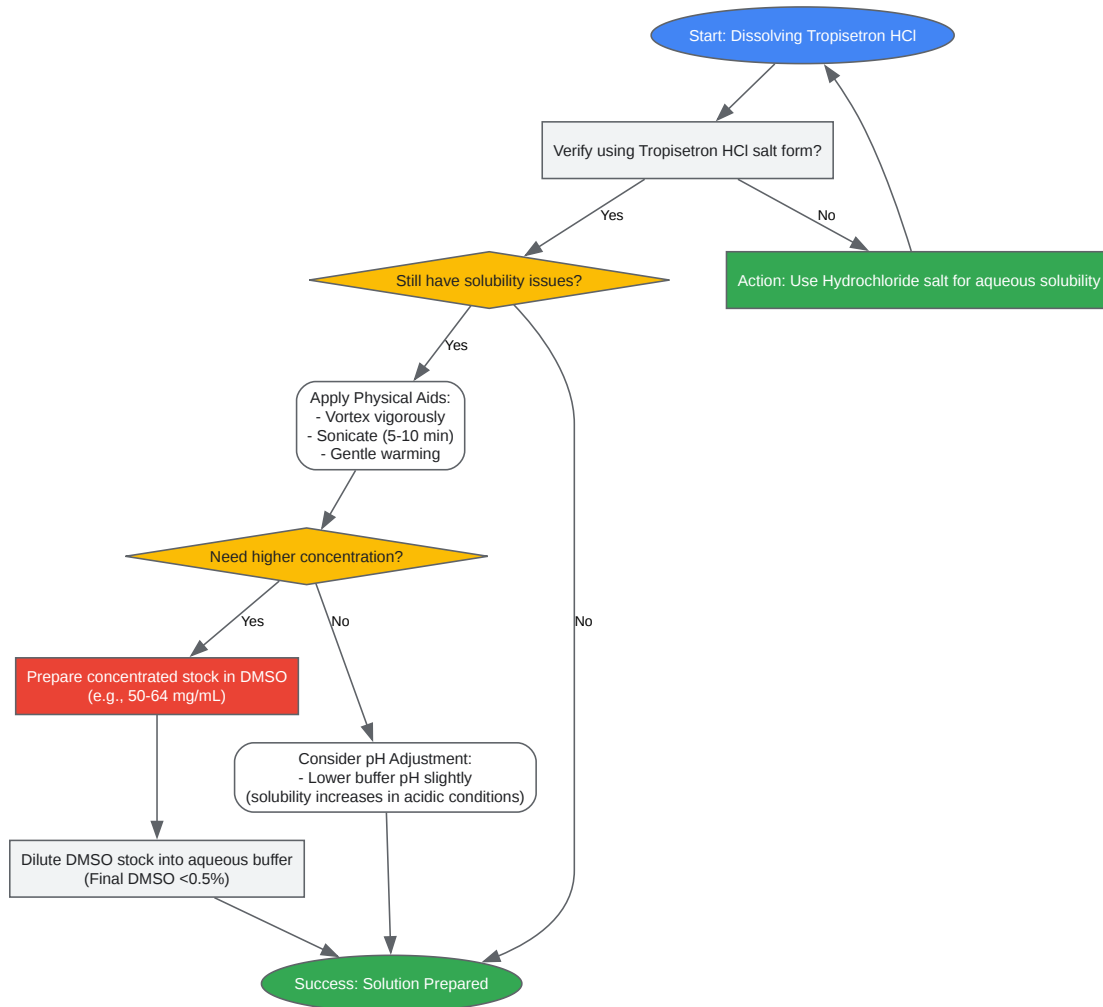 Start: Dissolving Tropisetron HCl
Verify using Tropisetron HCl salt form?
Yes
No
Still have solubility issues?
Action: Use Hydrochloride salt for aqueous solubility
Yes
Apply Physical Aids:
- Vortex vigorously
- Sonicate (5-10 min)
- Gentle warming
Need higher concentration?
Yes
No
No
Prepare concentrated stock in DMSO
(e.g., 50-64 mg/mL)
Consider pH Adjustment:
- Lower buffer pH slightly
(solubility increases in acidic conditions)
Dilute DMSO stock into aqueous buffer
(Final DMSO <0.5%)
Success: Solution Prepared